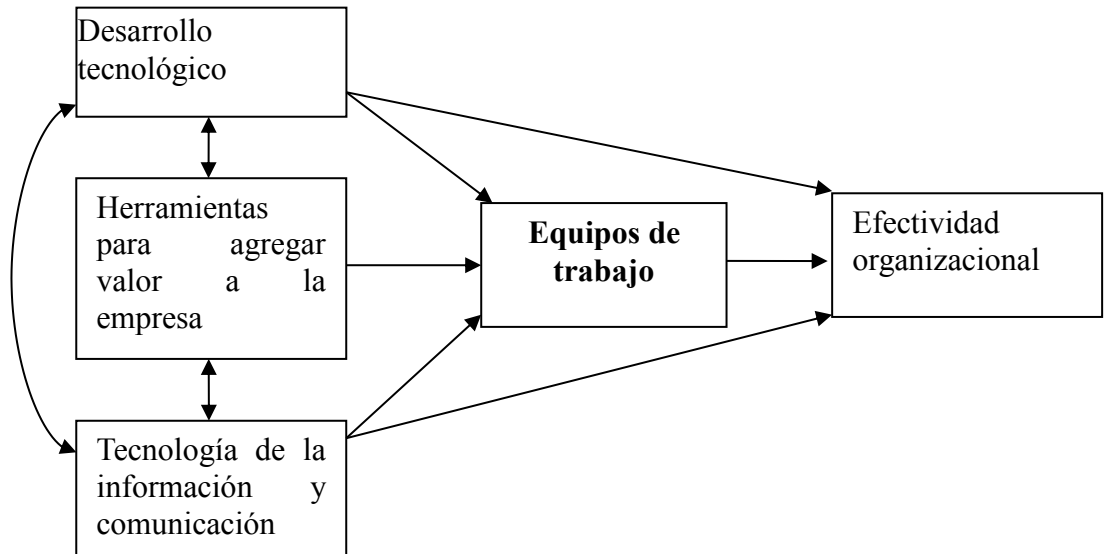 Desarrollo
tecnológico
Herramientas
para agregar
valor a la
empresa
Tecnología de la
información y
comunicación
Equipos de
trabajo
Efectividad
organizacional